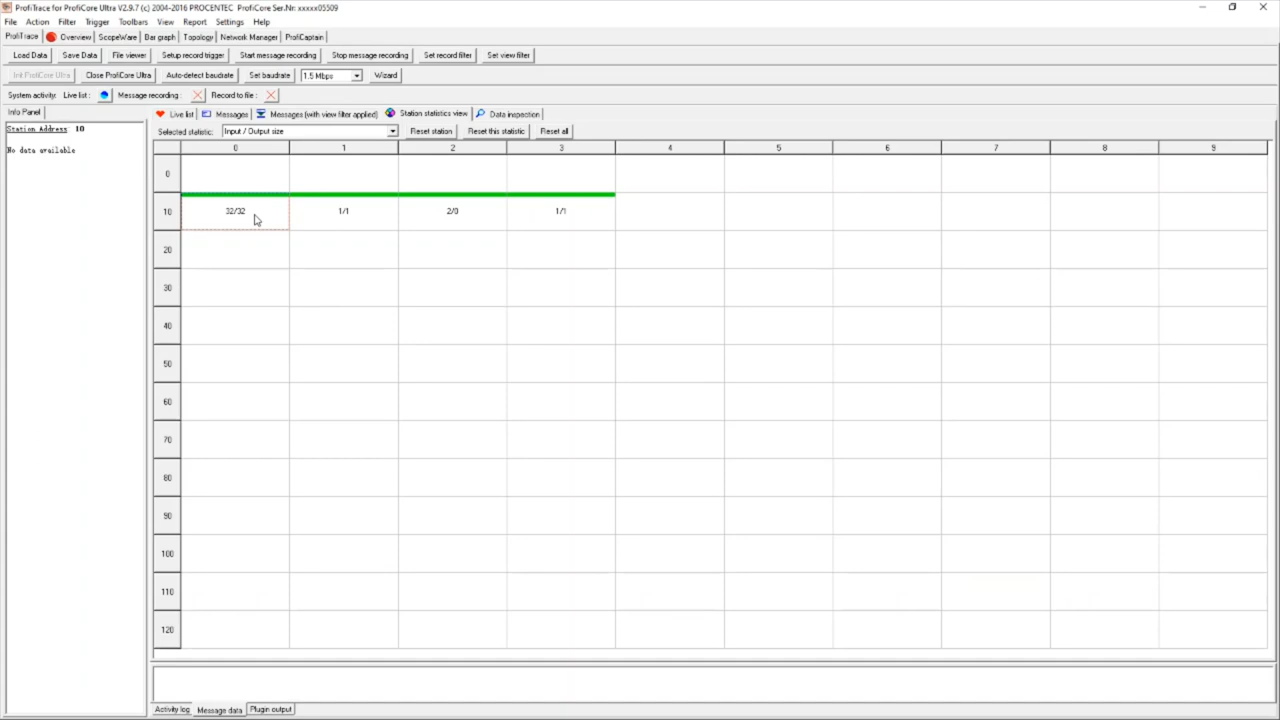 ProfiTrace for ProfiCore Ultra V2.9.7 (c) 2004-2016 PROCENTEC ProfiCore Ser.Nr: xxxxx05509
File Action Filter Trigger Toolbars View Report Settings Help
ProfiTrace Overview ScopeWare Bar graph Topology Network Manager ProfiCaptain
Load Data Save Data File viewer Setup record trigger Start message recording Stop message recording Set record filter Set view filter
Init ProfiCore Ultra Close ProfiCore Ultra Auto-detect baudrate Set baudrate 1.5 Mbps Wizard
System activity: Live list : Message recording : Record to file :
Info Panel Live list Messages Messages (with view filter applied) Station statistics view Data inspection
Station Address 10
No data available
Selected statistic: Input / Output size Reset station Reset this statistic Reset all
0 1 2 3 4 5 6 7 8 9
0
10 32/32 1/1 2/0 1/1
20
30
40
50
60
70
80
90
100
110
120
Activity log Message data Plugin output